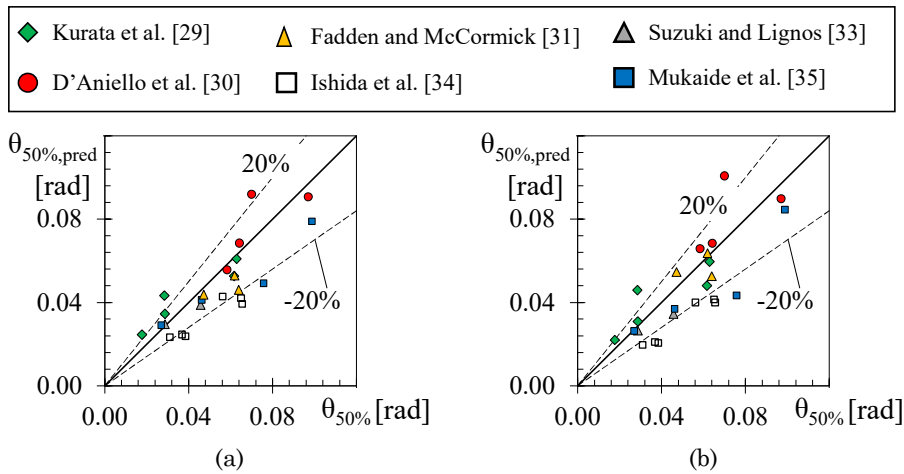 Kurata et al. [29]
Fadden and McCormick [31]
Suzuki and Lignos [33]
D'Aniello et al. [30]
Ishida et al. [34]
Mukaide et al. [35]
θ50%,pred
[rad]
0.08
0.04
0.00
20%
-20%
0.00
0.04
0.08
θ50% [rad]
(a)
θ50%,pred
[rad]
0.08
0.04
0.00
20%
-20%
0.00
0.04
0.08
θ50% [rad]
(b)